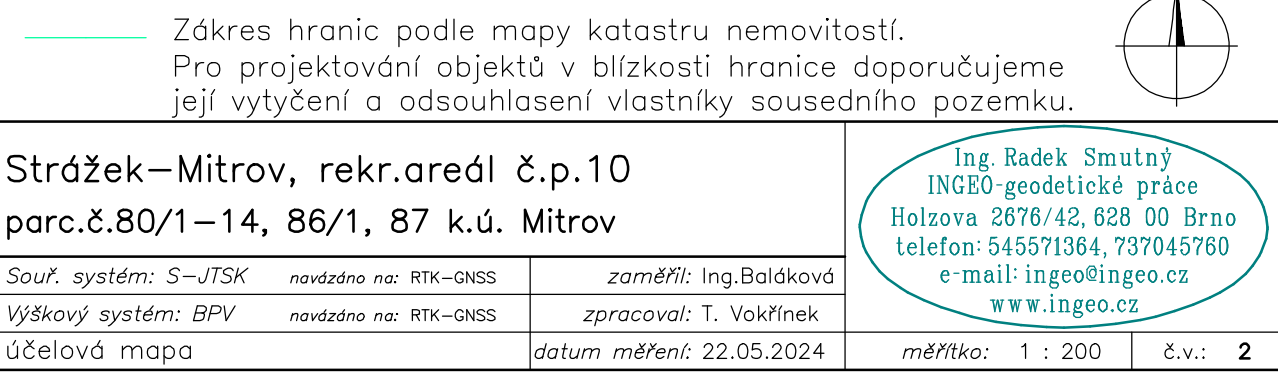 Zákres hranic podle mapy katastru nemovitostí.
Pro projektování objektů v blízkosti hranice doporučujeme
její vytyčení a odsouhlasení vlastníky sousedního pozemku.
Strážek-Mitrov, rekr.areál č.p.10
parc.č.80/1-14, 86/1, 87 k.ú. Mitrov
Ing. Radek Smutný
INGEO-geodetické práce
Holzova 2676/42, 628 00 Brno
telefon: 545571364, 737045760
e-mail: ingeo@ingeo.cz
www.ingeo.cz
Souř. systém: S-JTSK navázáno na: RTK-GNSS zaměřil: Ing.Baláková
Výškový systém: BPV navázáno na: RTK-GNSS zpracoval: T. Vokřínek
účelová mapa datum měření: 22.05.2024 měřítko: 1 : 200 č.v.: 2